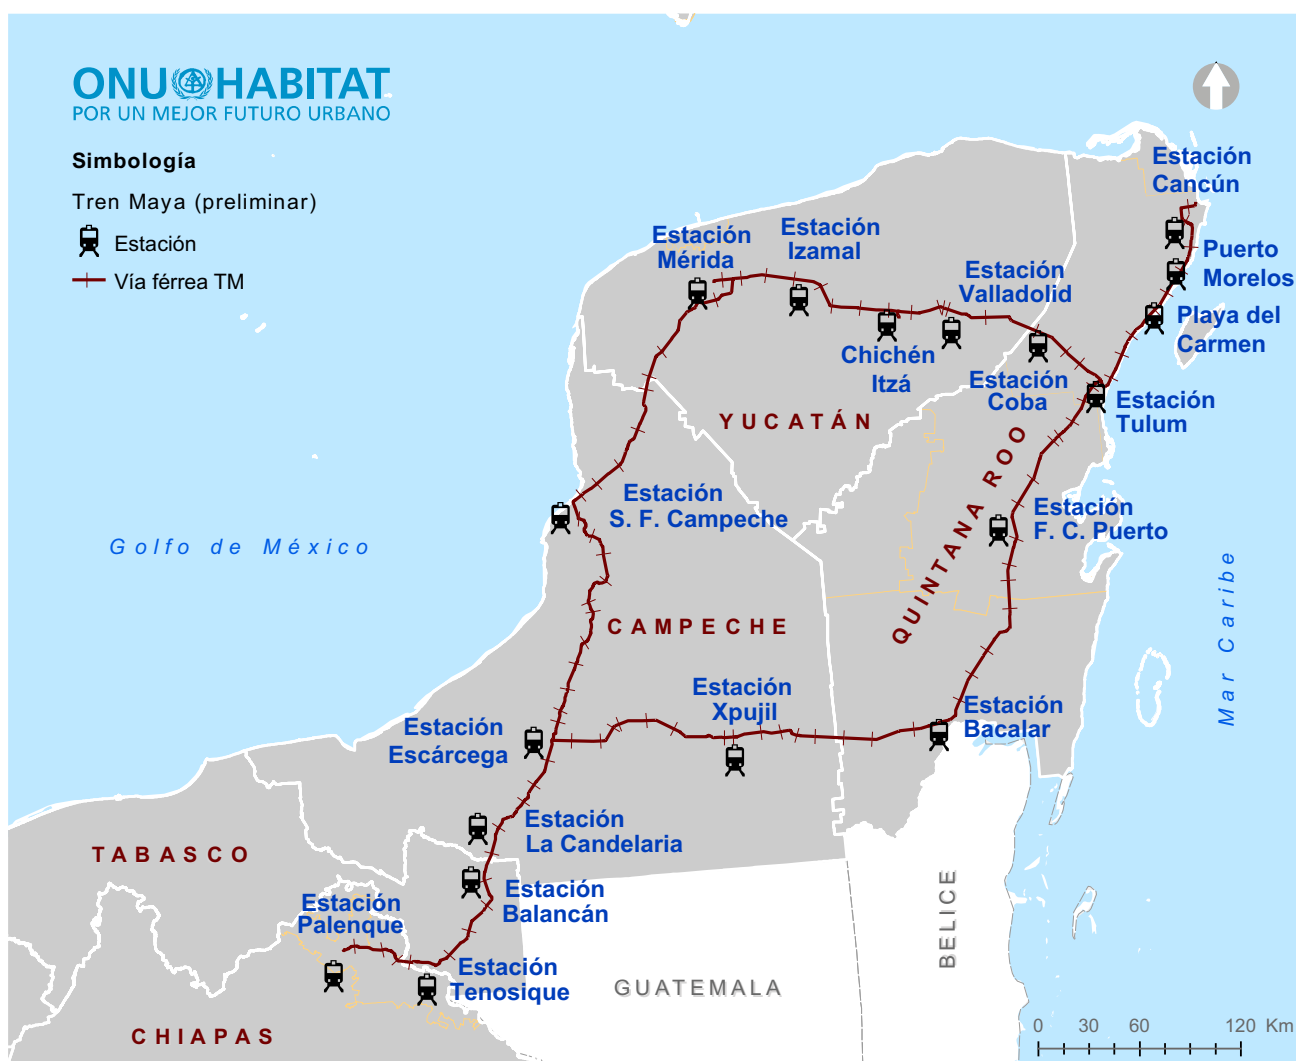 ONU HABITAT
POR UN MEJOR FUTURO URBANO
Simbología
Tren Maya (preliminar)
Estación
Vía férrea TM
Estación
Cancún
Puerto
Morelos
Playa del
Carmen
Estación
Mérida
Estación
Izamal
Estación
Valladolid
Chichén
Itzá
Estación
Coba
Estación
Tulum
YUCATÁN
QUINTANA ROO
Estación
S. F. Campeche
Estación
F. C. Puerto
Golfo de México
Mar Caribe
CAMPECHE
Estación
Xpujil
Estación
Bacalar
Estación
Escárcega
Estación
La Candelaria
TABASCO
Estación
Balancán
Estación
Palenque
Estación
Tenosique
BELICE
GUATEMALA
CHIAPAS
0 30 60 120 Km